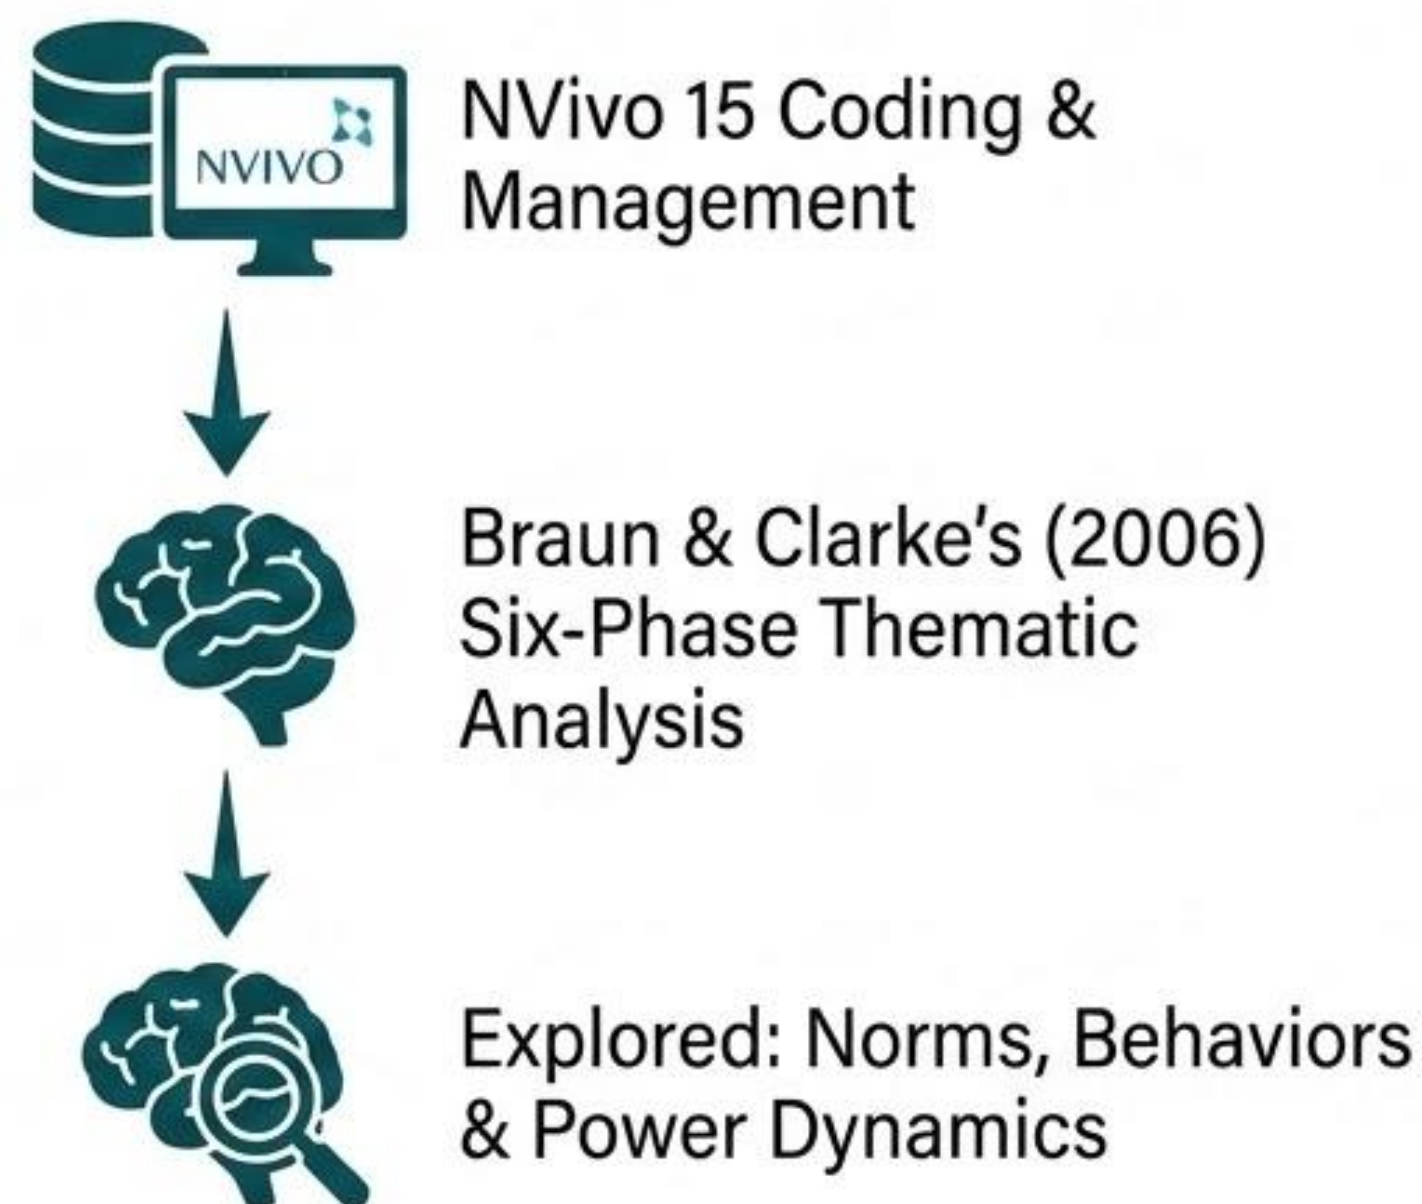 NVIVO
NVivo 15 Coding &
Management
Braun & Clarke’s (2006)
Six-Phase Thematic
Analysis
Explored: Norms, Behaviors
& Power Dynamics